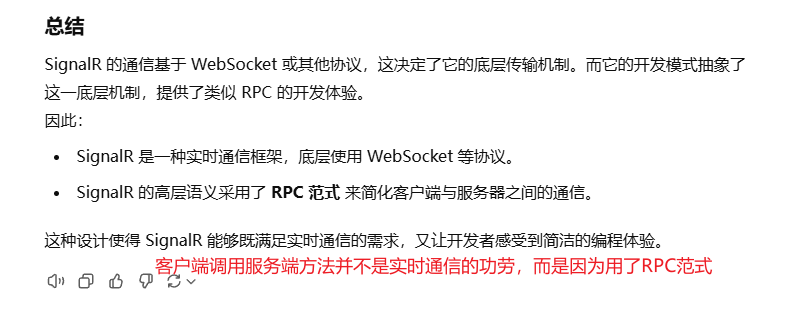 总结
SignalR 的通信基于 WebSocket 或其他协议，这决定了它的底层传输机制。而它的开发模式抽象了
这一底层机制，提供了类似 RPC 的开发体验。
因此：
• SignalR 是一种实时通信框架，底层使用 WebSocket 等协议。
• SignalR 的高层语义采用了 RPC 范式 来简化客户端与服务器之间的通信。
这种设计使得 SignalR 能够既满足实时通信的需求，又让开发者感受到简洁的编程体验。
客户端调用服务端方法并不是实时通信的功劳，而是因为用了RPC范式